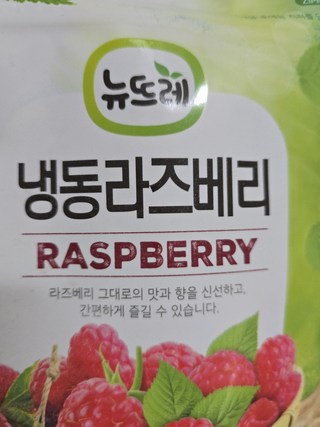 뉴뜨레
냉동라즈베리
RASPBERRY
라즈베리 그대로의 맛과 향을 신선하고,
간편하게 즐길 수 있습니다.